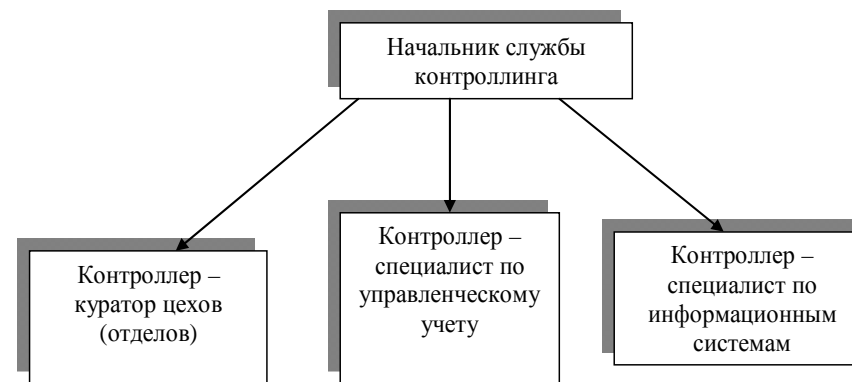 Начальник службы
контроллинга
Контроллер –
куратор цехов
(отделов)
Контроллер –
специалист по
управленческому
учету
Контроллер –
специалист по
информационным
системам